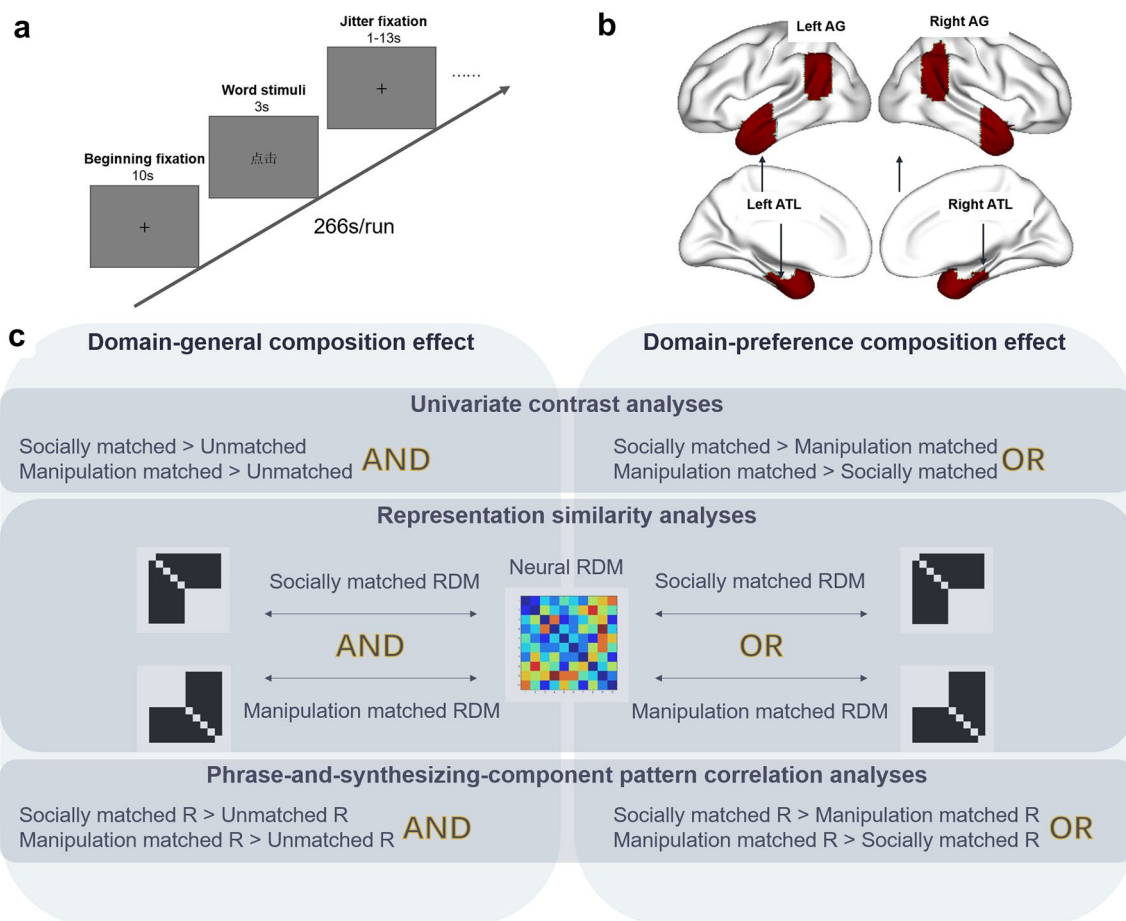 a
Beginning fixation
10s
+
Word stimuli
3s
点击
Jitter fixation
1-13s
+
......
266s/run
b
Left AG
Right AG
Left ATL
Right ATL
c
Domain-general composition effect
Domain-preference composition effect
Univariate contrast analyses
Socially matched > Unmatched
Manipulation matched > Unmatched
AND
Socially matched > Manipulation matched
Manipulation matched > Socially matched
OR
Representation similarity analyses
Socially matched RDM
AND
Manipulation matched RDM
Neural RDM
Socially matched RDM
OR
Manipulation matched RDM
Phrase-and-synthesizing-component pattern correlation analyses
Socially matched R > Unmatched R
Manipulation matched R > Unmatched R
AND
Socially matched R > Manipulation matched R
Manipulation matched R > Socially matched R
OR